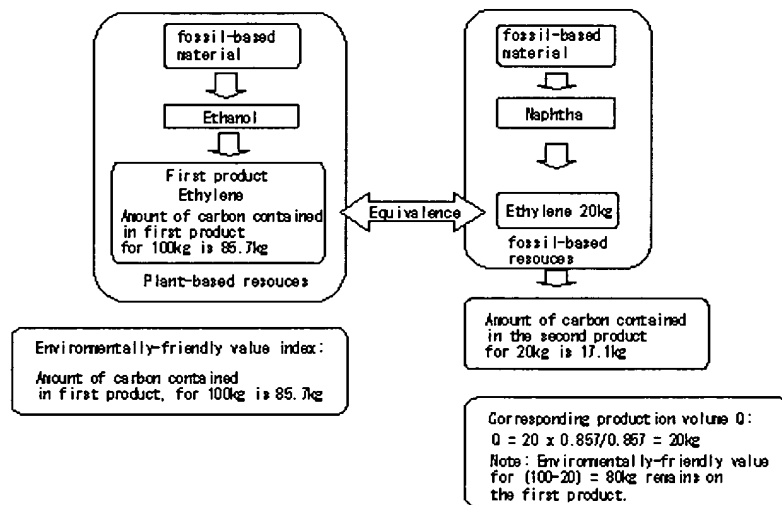 fossil-based
material
Ethanol
First product
Ethylene
Amount of carbon contained
in first product
for 100kg is 85.7kg
Plant-based resouces
Equivalence
fossil-based
material
Naphtha
Ethylene 20kg
fossil-based
resouces
Amount of carbon contained
in the second product
for 20kg is 17.1kg
Environmentally-friendly value index:
Amount of carbon contained
in first product, for 100kg is 85.7kg
Corresponding production volume Q:
Q = 20 x 0.857/0.857 = 20kg
Note: Environmentally-friendly value
for (100-20) = 80kg remains on
the first product.